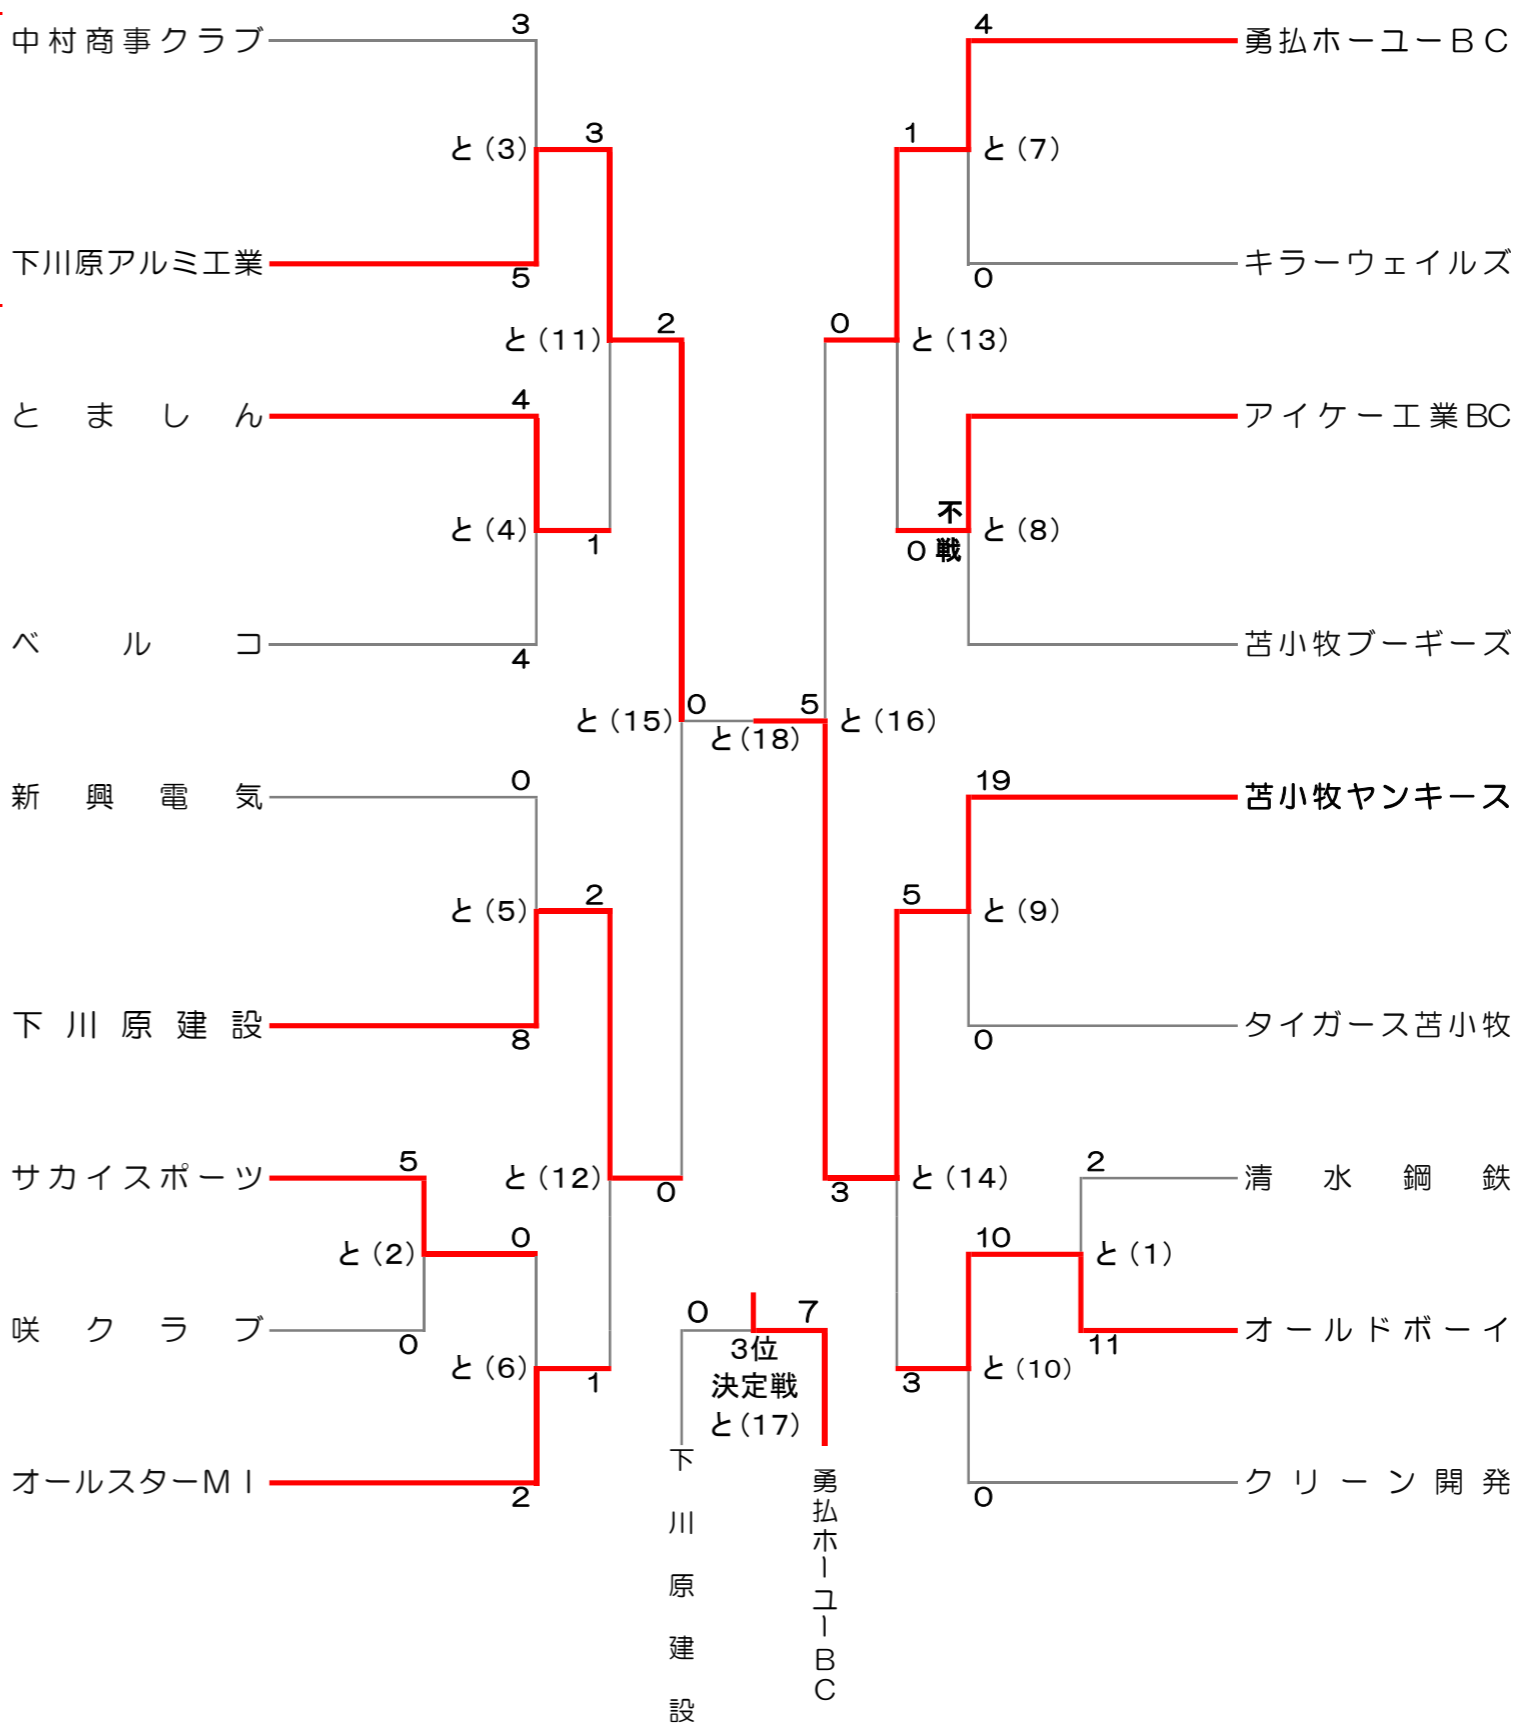 3
4
中村商事クラブ
勇払ホーユーＢＣ
3
1
と（3）
と（7）
下川原アルミ工業
キラーウェイルズ
5
0
2
0
と（11）
と（13）
4
とましん
アイケー工業BC
不
戦
と（4）
と（8）
1
0
ベルコ
苫小牧ブーギーズ
4
0
5
と（15）
と（18）
と（16）
0
19
新興電気
苫小牧ヤンキース
2
5
と（5）
と（9）
下川原建設
タイガース苫小牧
8
0
5
2
サカイスポーツ
と（12）
と（14）
清水鋼鉄
0
3
0
10
と（2）
と（1）
0
7
咲クラブ
オールドボーイ
0
11
3位
決定戦
と（17）
と（6）
と（10）
1
3
オールスターＭＩ
クリーン開発
2
0
下川原建設
勇払ホーユーＢＣ